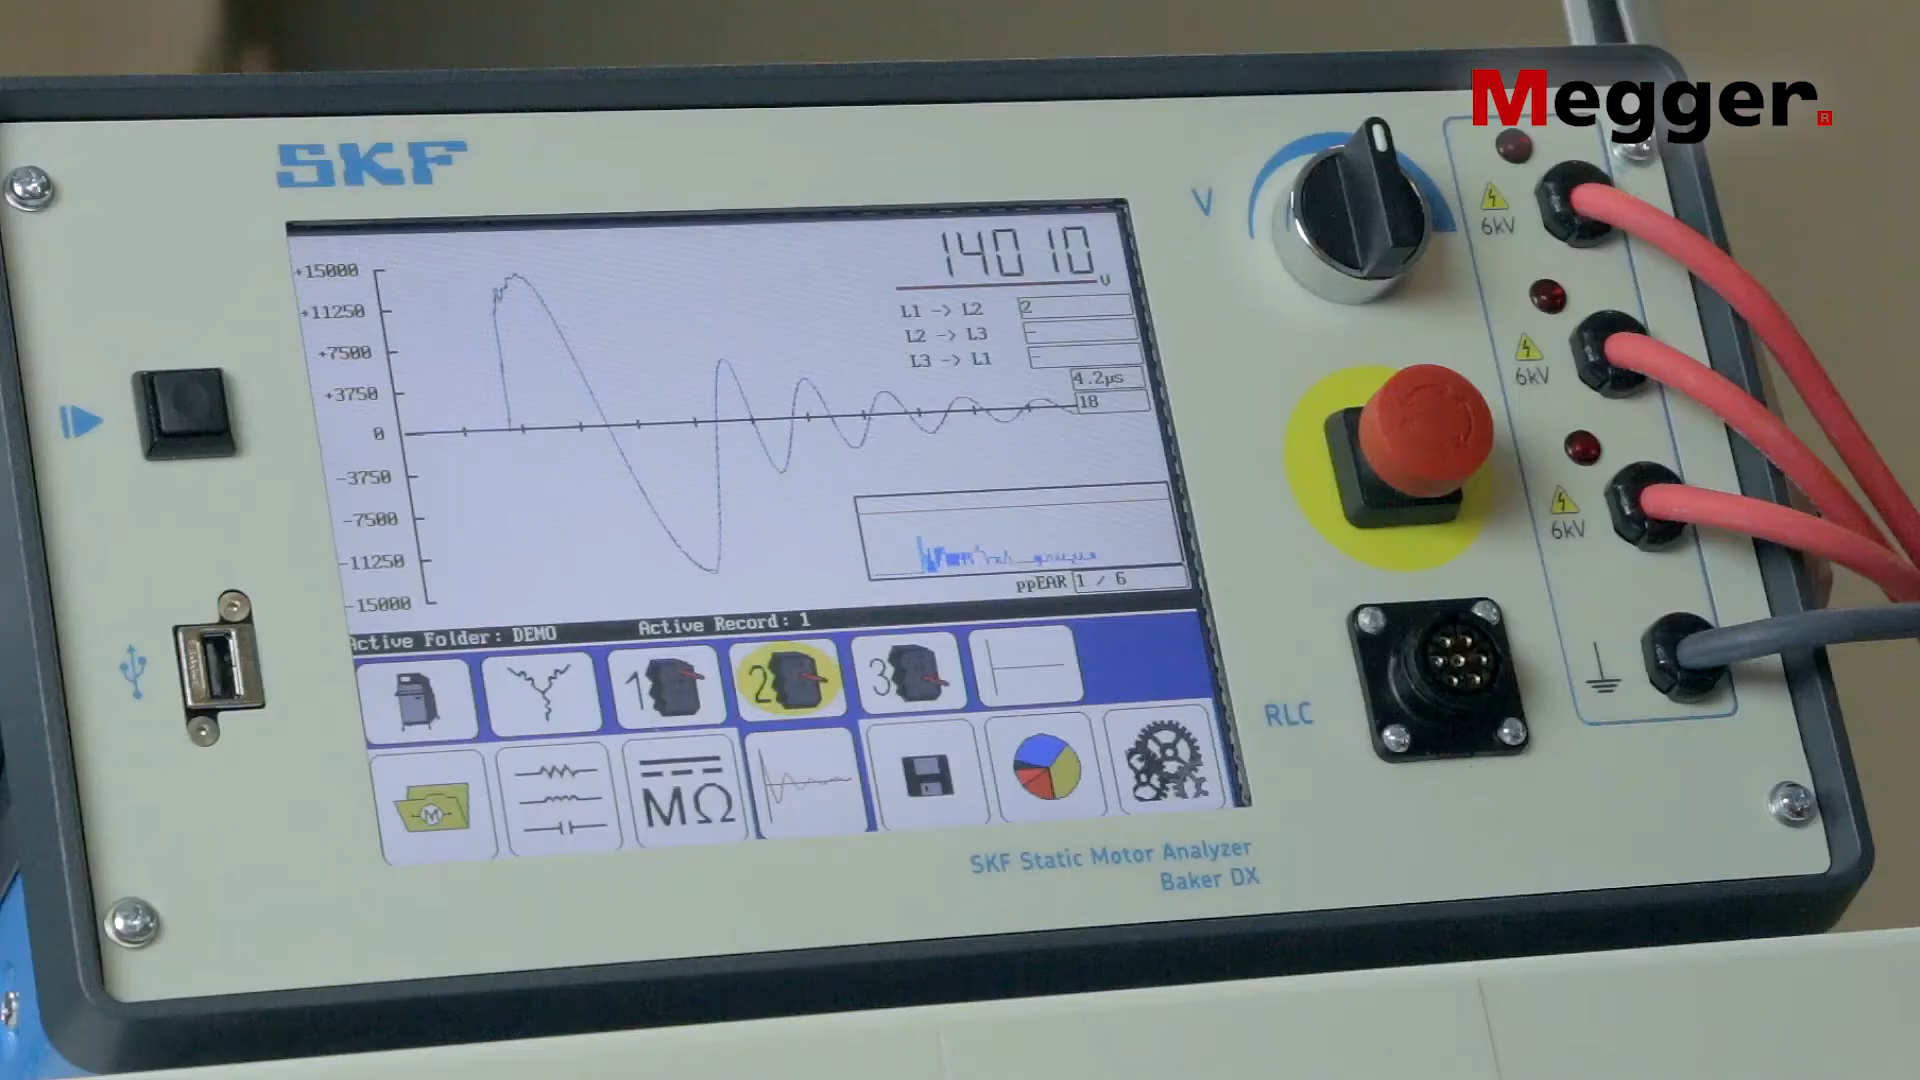 Megger®
SKF
V
14010
V
+15000
+11250
+7500
+3750
0
-3750
-7500
-11250
-15000
L1 -> L2 2
L2 -> L3 -
L3 -> L1 -
4.2µs
18
ppEAR 1 / 6
Active Folder: DEMO Active Record: 1
1
2
3
M
MΩ
6kV
6kV
6kV
RLC
SKF Static Motor Analyzer
Baker DX